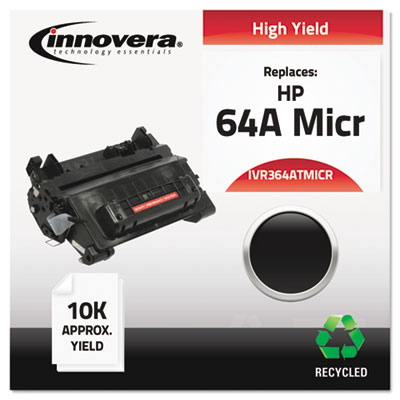 innovera
technology essentials
High Yield
Replaces:
HP
64A Micr
IVR364ATMICR
10K
APPROX.
YIELD
RECYCLED